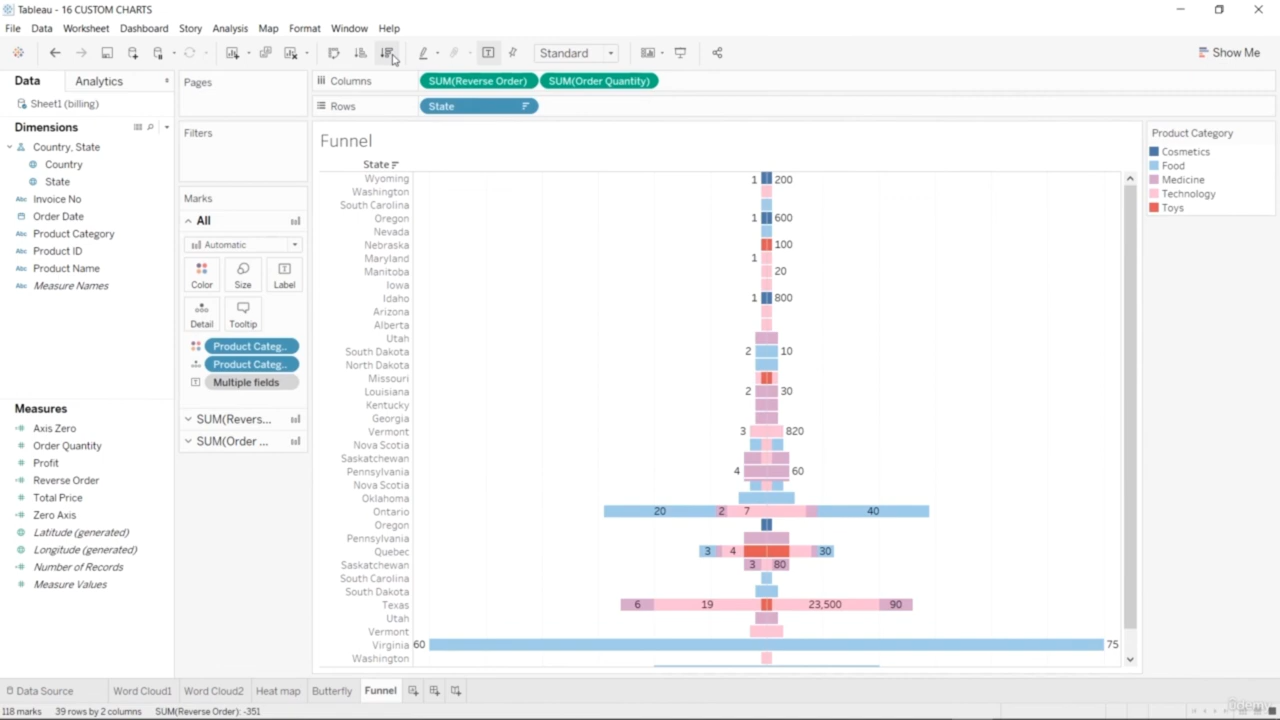 Tableau - 16 CUSTOM CHARTS
File Data Worksheet Dashboard Story Analysis Map Format Window Help
Standard
Show Me
Data Analytics
Sheet1 (billing)
Dimensions
Country, State
Country
State
Abc Invoice No
Order Date
Abc Product Category
Abc Product ID
Abc Product Name
Abc Measure Names
Measures
# Axis Zero
# Order Quantity
# Profit
# Reverse Order
# Total Price
# Zero Axis
Latitude (generated)
Longitude (generated)
# Number of Records
# Measure Values
Pages
Filters
Marks
All
Automatic
Color Size Label
Detail Tooltip
Product Categ..
Product Categ..
Multiple fields
SUM(Revers...
SUM(Order ...
Columns SUM(Reverse Order) SUM(Order Quantity)
Rows State
Funnel
State
Wyoming 1 200
Washington
South Carolina
Oregon 1 600
Nevada
Nebraska 100
Maryland 1
Manitoba 20
Iowa
Idaho 1 800
Arizona
Alberta
Utah
South Dakota 2 10
North Dakota
Missouri
Louisiana 2 30
Kentucky
Georgia
Vermont 3 820
Nova Scotia
Saskatchewan
Pennsylvania 4 60
Nova Scotia
Oklahoma
Ontario 20 2 7 40
Oregon
Pennsylvania
Quebec 3 4 30
Saskatchewan 3 80
South Carolina
South Dakota
Texas 6 19 23,500 90
Utah
Vermont
Virginia 60 75
Washington
Product Category
Cosmetics
Food
Medicine
Technology
Toys
Data Source Word Cloud1 Word Cloud2 Heat map Butterfly Funnel
118 marks 39 rows by 2 columns SUM(Reverse Order): -351
Udemy